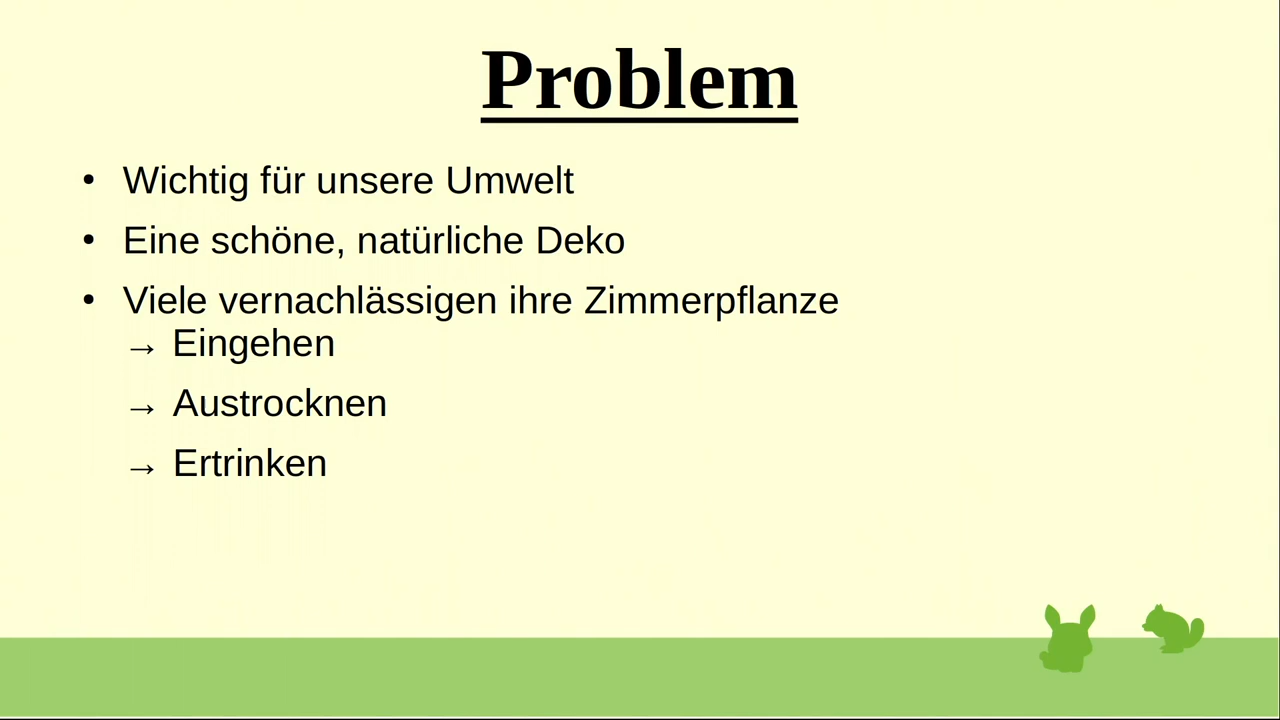 Problem
• Wichtig für unsere Umwelt
• Eine schöne, natürliche Deko
• Viele vernachlässigen ihre Zimmerpflanze
→ Eingehen
→ Austrocknen
→ Ertrinken